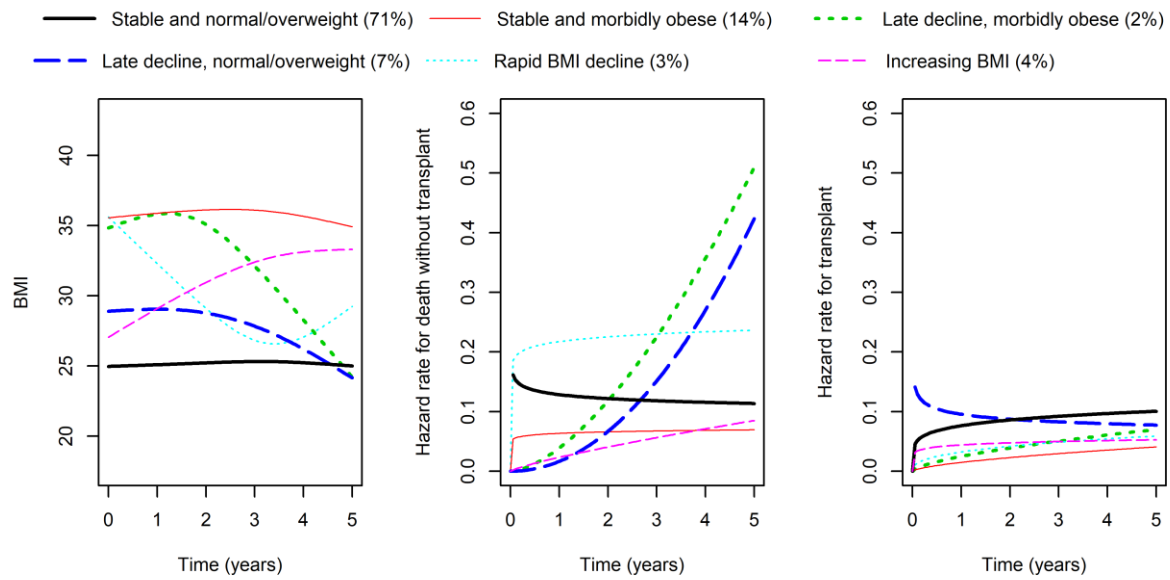 Stable and normal/overweight (71%)
Stable and morbidly obese (14%)
Late decline, morbidly obese (2%)
Late decline, normal/overweight (7%)
Rapid BMI decline (3%)
Increasing BMI (4%)
BMI
40
35
30
25
20
0 1 2 3 4 5
Time (years)
Hazard rate for death without transplant
0.6
0.5
0.4
0.3
0.2
0.1
0.0
0 1 2 3 4 5
Time (years)
Hazard rate for transplant
0.6
0.5
0.4
0.3
0.2
0.1
0.0
0 1 2 3 4 5
Time (years)